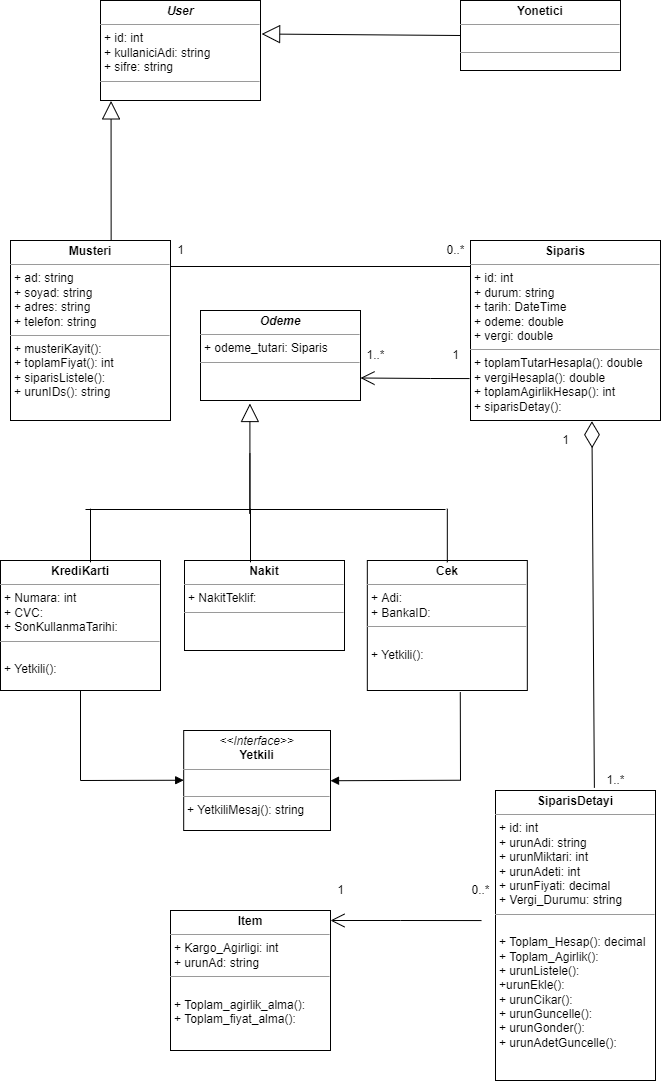 User
+ id: int
+ kullaniciAdi: string
+ sifre: string
Yonetici
Musteri
+ ad: string
+ soyad: string
+ adres: string
+ telefon: string
+ musteriKayit():
+ toplamFiyat(): int
+ siparisListele():
+ urunIDs(): string
1
0..*
Siparis
+ id: int
+ durum: string
+ tarih: DateTime
+ odeme: double
+ vergi: double
+ toplamTutarHesapla(): double
+ vergiHesapla(): double
+ toplamAgirlikHesap(): int
+ siparisDetay():
Odeme
+ odeme_tutari: Siparis
1..*
1
1
KrediKarti
+ Numara: int
+ CVC:
+ SonKullanmaTarihi:
+ Yetkili():
Nakit
+ NakitTeklif:
Cek
+ Adi:
+ BankaID:
+ Yetkili():
<<Interface>>
Yetkili
+ YetkiliMesaj(): string
1..*
SiparisDetayi
+ id: int
+ urunAdi: string
+ urunMiktari: int
+ urunAdeti: int
+ urunFiyati: decimal
+ Vergi_Durumu: string
+ Toplam_Hesap(): decimal
+ Toplam_Agirlik():
+ urunListele():
+urunEkle():
+ urunCikar():
+ urunGuncelle():
+ urunGonder():
+ urunAdetGuncelle():
1
0..*
Item
+ Kargo_Agirligi: int
+ urunAd: string
+ Toplam_agirlik_alma():
+ Toplam_fiyat_alma():